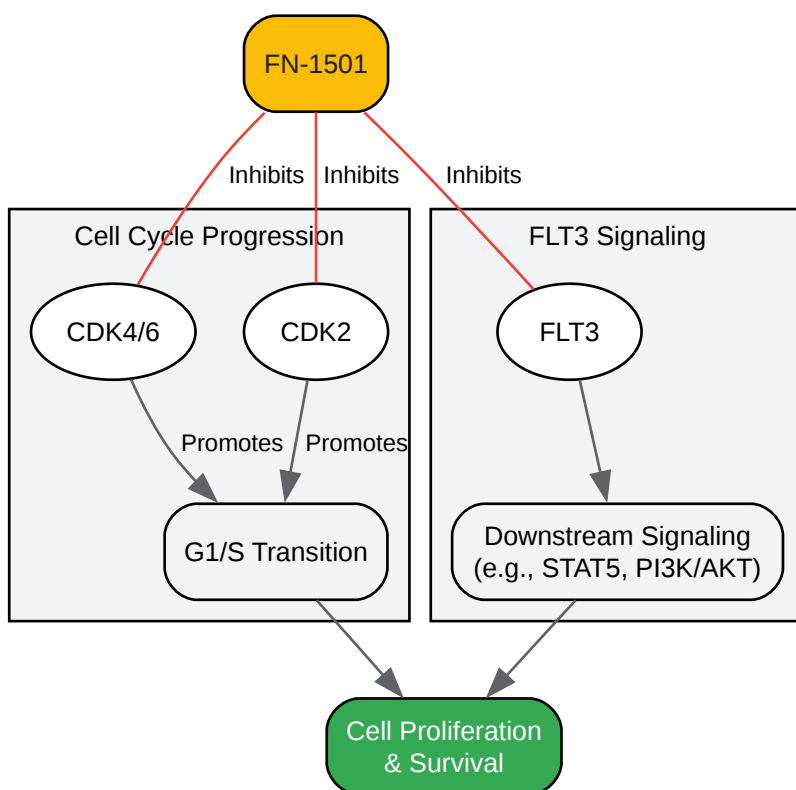 FN-1501
Inhibits
Inhibits
Inhibits
Cell Cycle Progression
FLT3 Signaling
CDK4/6
CDK2
FLT3
Promotes
Promotes
G1/S Transition
Downstream Signaling
(e.g., STAT5, PI3K/AKT)
Cell Proliferation
& Survival